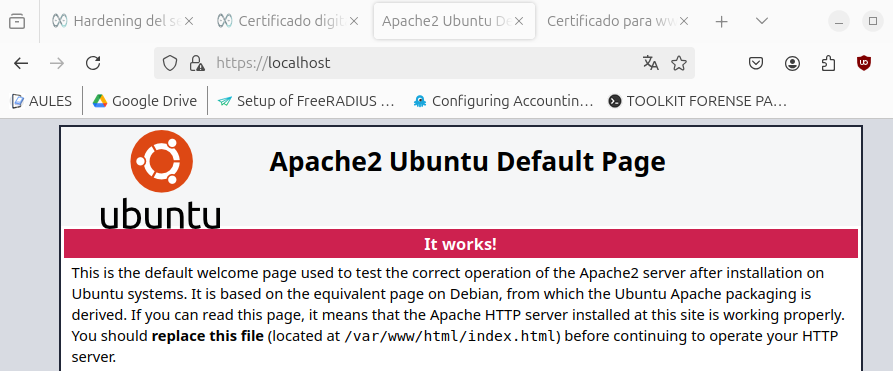 Hardening del se
Certificado digit
Apache2 Ubuntu De
Certificado para ww
https://localhost
AULES
Google Drive
Setup of FreeRADIUS …
Configuring Accountin…
TOOLKIT FORENSE PA…
Apache2 Ubuntu Default Page
ubuntu
It works!
This is the default welcome page used to test the correct operation of the Apache2 server after installation on
Ubuntu systems. It is based on the equivalent page on Debian, from which the Ubuntu Apache packaging is
derived. If you can read this page, it means that the Apache HTTP server installed at this site is working properly.
You should replace this file (located at /var/www/html/index.html) before continuing to operate your HTTP
server.